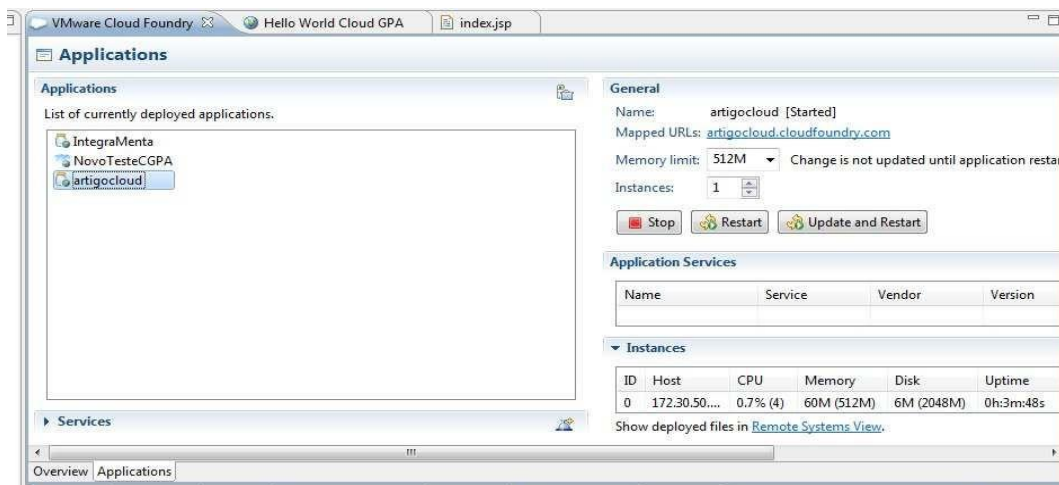 VMware Cloud Foundry
Hello World Cloud GPA
index.jsp
Applications
Applications
List of currently deployed applications.
IntegraMenta
NovoTesteCGPA
artigocloud
Services
General
Name: artigocloud [Started]
Mapped URLs: artigocloud.cloudfoundry.com
Memory limit: 512M Change is not updated until application restar
Instances: 1
Stop Restart Update and Restart
Application Services
Name Service Vendor Version
Instances
ID Host CPU Memory Disk Uptime
0 172.30.50.... 0.7% (4) 60M (512M) 6M (2048M) 0h:3m:48s
Show deployed files in Remote Systems View.
Overview Applications